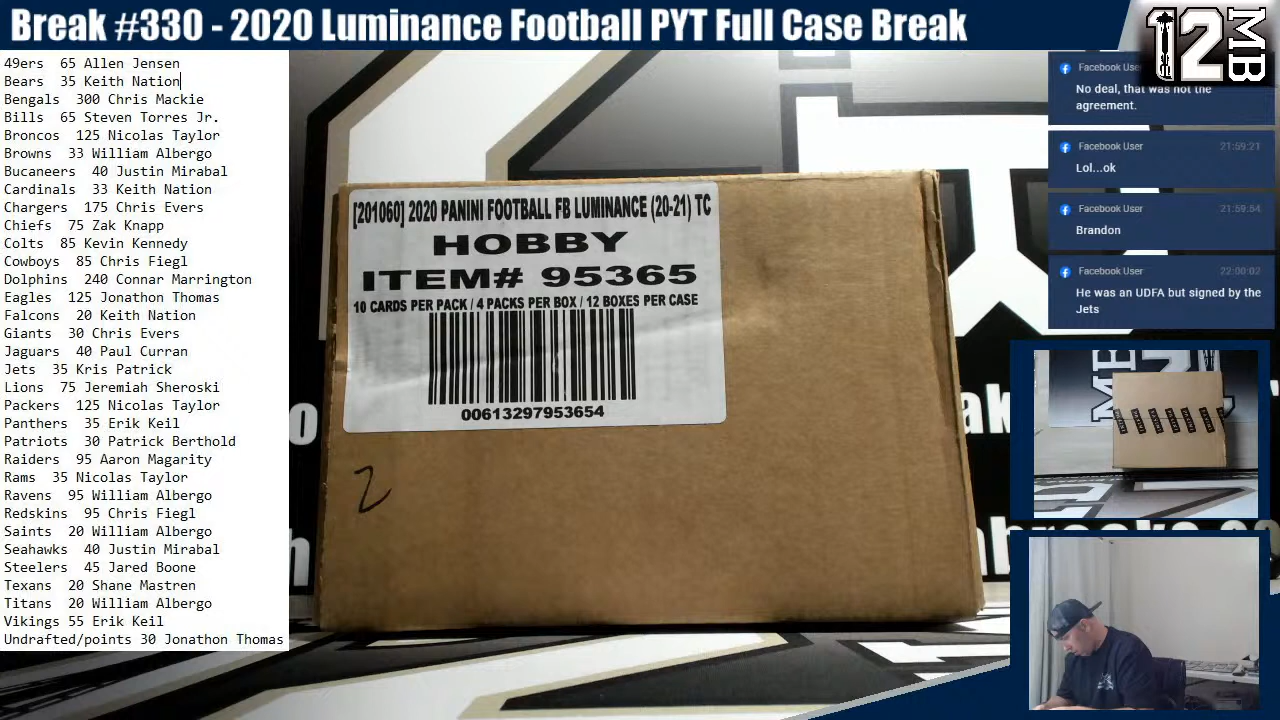 Break #330 - 2020 Luminance Football PYT Full Case Break
12
MB
49ers 65 Allen Jensen
Bears 35 Keith Nation
Bengals 300 Chris Mackie
Bills 65 Steven Torres Jr.
Broncos 125 Nicolas Taylor
Browns 33 William Albergo
Bucaneers 40 Justin Mirabal
Cardinals 33 Keith Nation
Chargers 175 Chris Evers
Chiefs 75 Zak Knapp
Colts 85 Kevin Kennedy
Cowboys 85 Chris Fiegl
Dolphins 240 Connar Marrington
Eagles 125 Jonathon Thomas
Falcons 20 Keith Nation
Giants 30 Chris Evers
Jaguars 40 Paul Curran
Jets 35 Kris Patrick
Lions 75 Jeremiah Sheroski
Packers 125 Nicolas Taylor
Panthers 35 Erik Keil
Patriots 30 Patrick Berthold
Raiders 95 Aaron Magarity
Rams 35 Nicolas Taylor
Ravens 95 William Albergo
Redskins 95 Chris Fiegl
Saints 20 William Albergo
Seahawks 40 Justin Mirabal
Steelers 45 Jared Boone
Texans 20 Shane Mastren
Titans 20 William Albergo
Vikings 55 Erik Keil
Undrafted/points 30 Jonathon Thomas
[201060] 2020 PANINI FOOTBALL FB LUMINANCE (20-21) TC
HOBBY
ITEM# 95365
10 CARDS PER PACK / 4 PACKS PER BOX / 12 BOXES PER CASE
00613297953654
2
Facebook User
No deal, that was not the
agreement.
Facebook User 21:59:21
Lol...ok
Facebook User 21:59:54
Brandon
Facebook User 22:00:02
He was an UDFA but signed by the
Jets